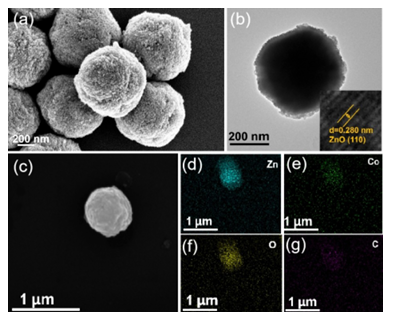 (a)
200 nm
(b)
200 nm
d=0.280 nm
ZnO (110)
(c)
1 µm
(d) Zn
1 µm
(e) Co
1 µm
(f) O
1 µm
(g) C
1 µm